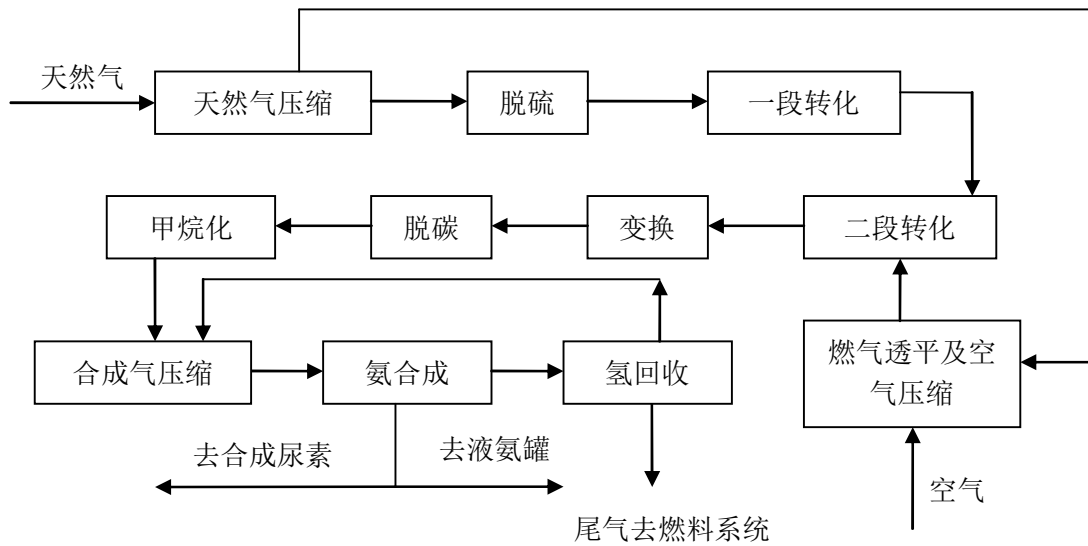 天然气
天然气压缩
脱硫
一段转化
甲烷化
脱碳
变换
二段转化
合成气压缩
氨合成
氢回收
燃气透平及空
气压缩
去合成尿素
去液氨罐
空气
尾气去燃料系统